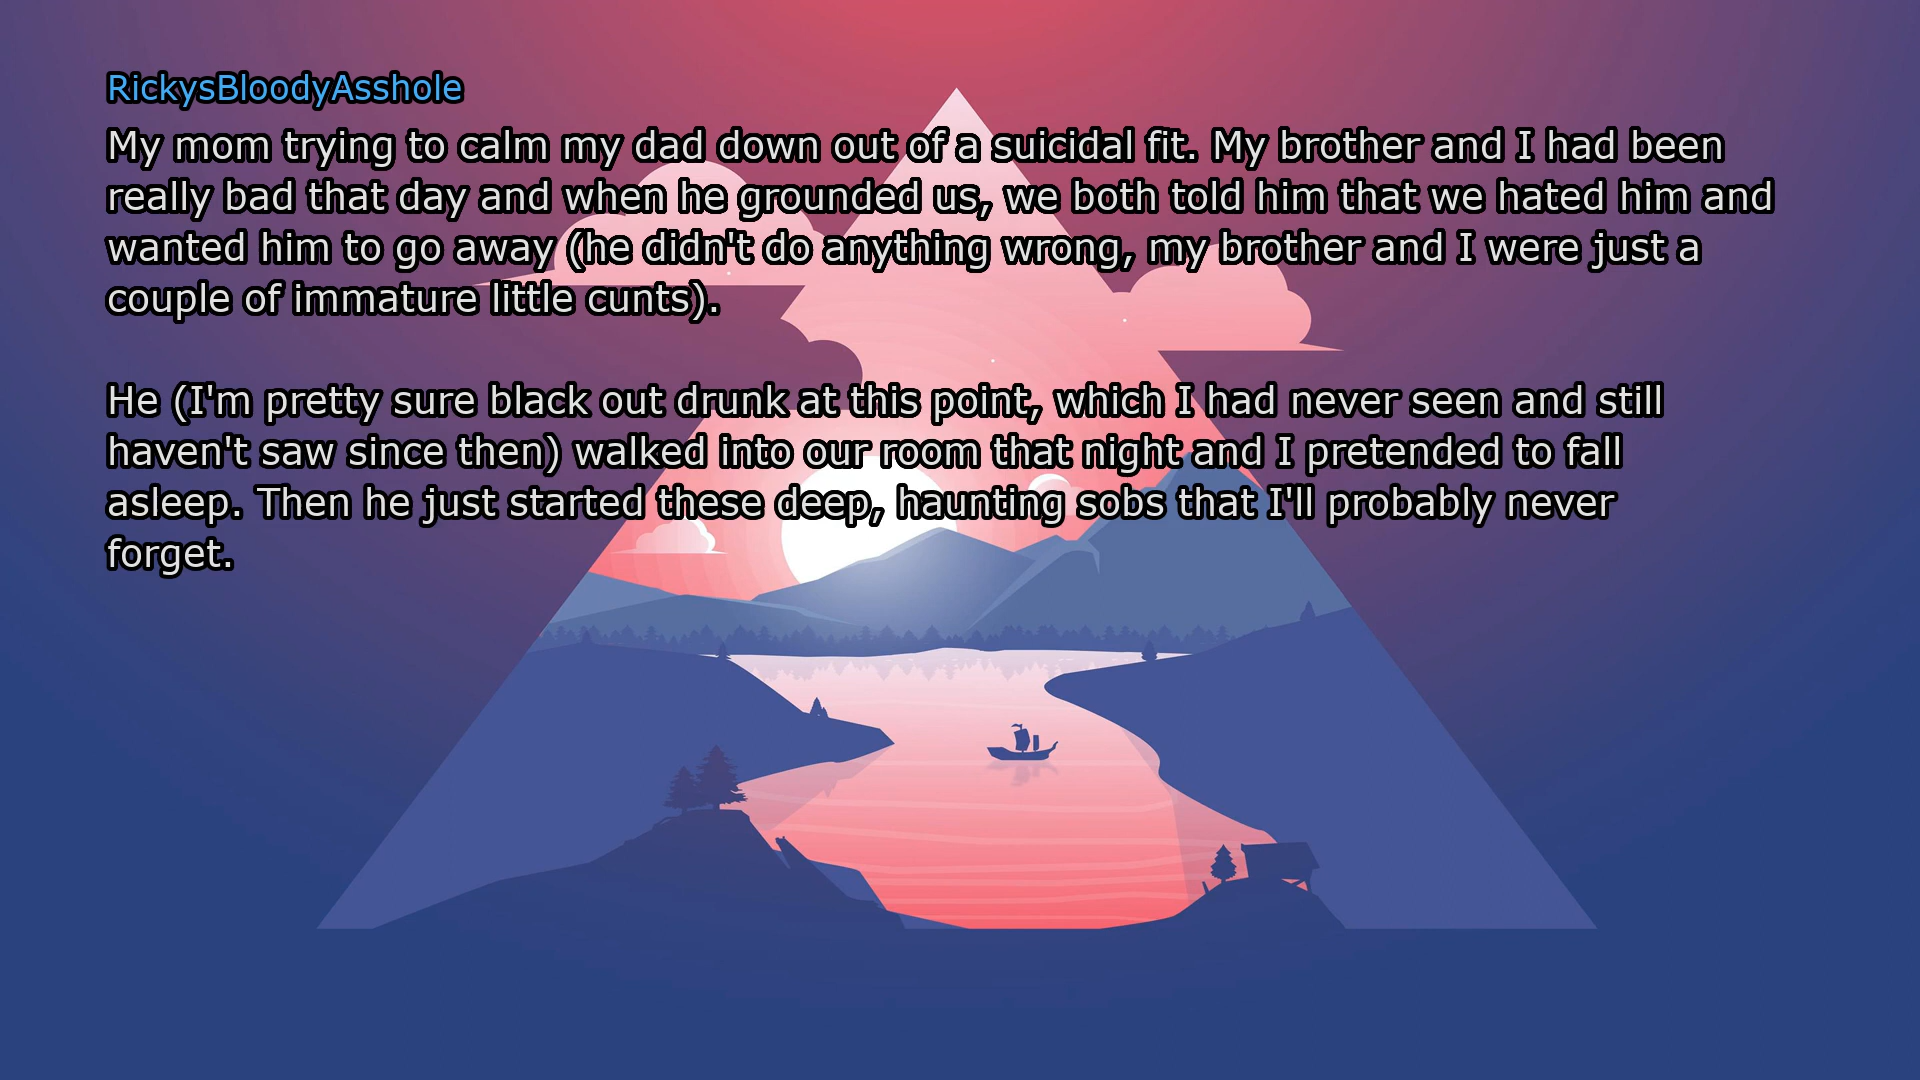 RickysBloodyAsshole
My mom trying to calm my dad down out of a suicidal fit. My brother and I had been
really bad that day and when he grounded us, we both told him that we hated him and
wanted him to go away (he didn't do anything wrong, my brother and I were just a
couple of immature little cunts).
He (I'm pretty sure black out drunk at this point, which I had never seen and still
haven't saw since then) walked into our room that night and I pretended to fall
asleep. Then he just started these deep, haunting sobs that I'll probably never
forget.